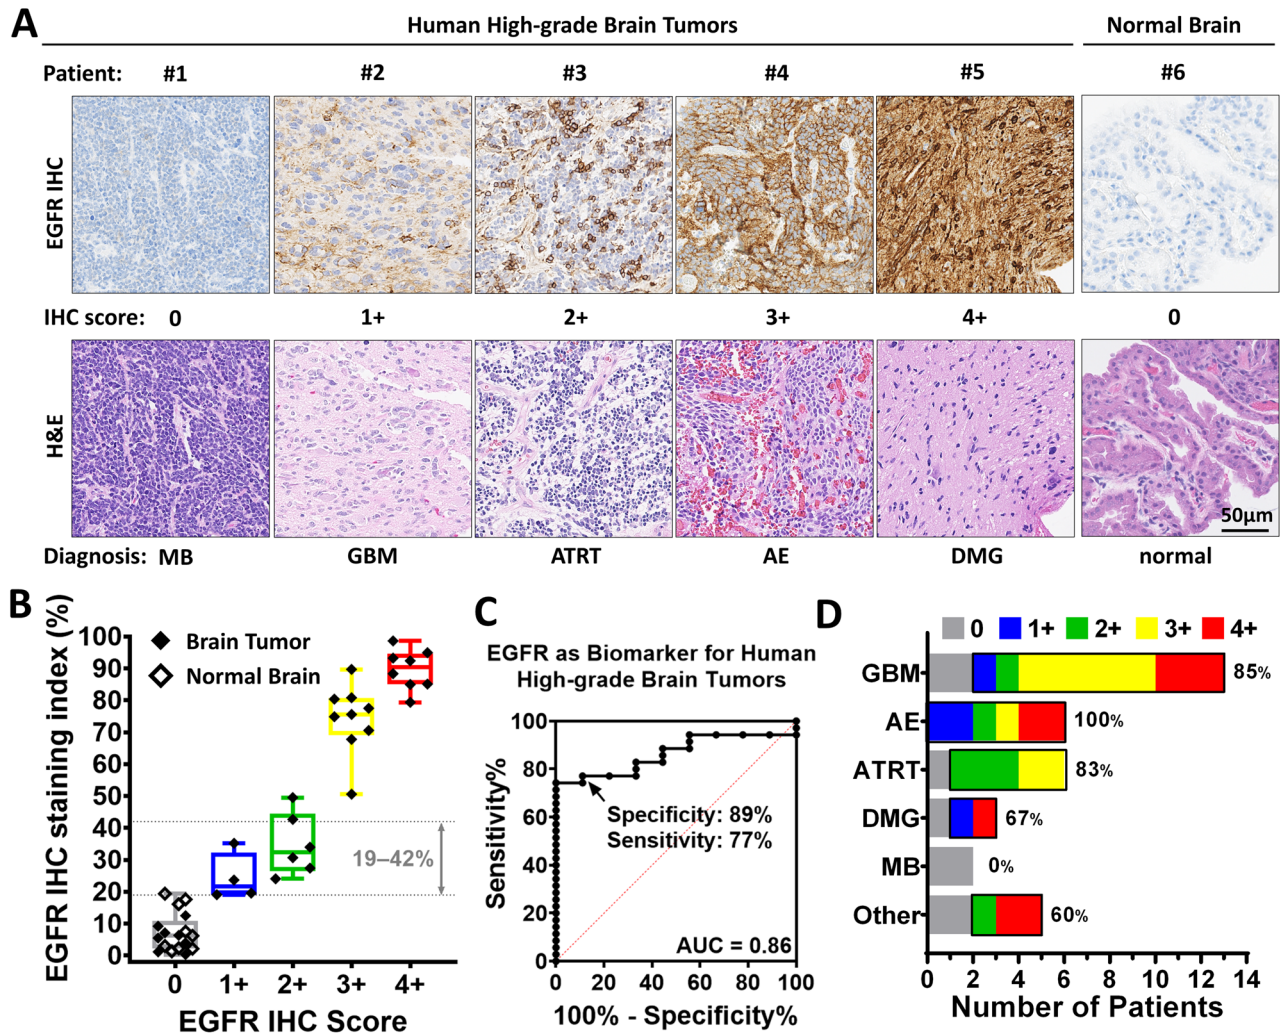 A
Human High-grade Brain Tumors
Normal Brain
Patient: #1 #2 #3 #4 #5 #6
EGFR IHC
IHC score: 0 1+ 2+ 3+ 4+ 0
H&E
50µm
Diagnosis: MB GBM ATRT AE DMG normal
B
EGFR IHC staining index (%)
100
90
80
70
60
50
40
30
20
10
0
Brain Tumor
Normal Brain
19–42%
0 1+ 2+ 3+ 4+
EGFR IHC Score
C
EGFR as Biomarker for Human
High-grade Brain Tumors
Sensitivity%
100
80
60
40
20
0
Specificity: 89%
Sensitivity: 77%
AUC = 0.86
0 20 40 60 80 100
100% - Specificity%
D
0 1+ 2+ 3+ 4+
GBM 85%
AE 100%
ATRT 83%
DMG 67%
MB 0%
Other 60%
0 2 4 6 8 10 12 14
Number of Patients